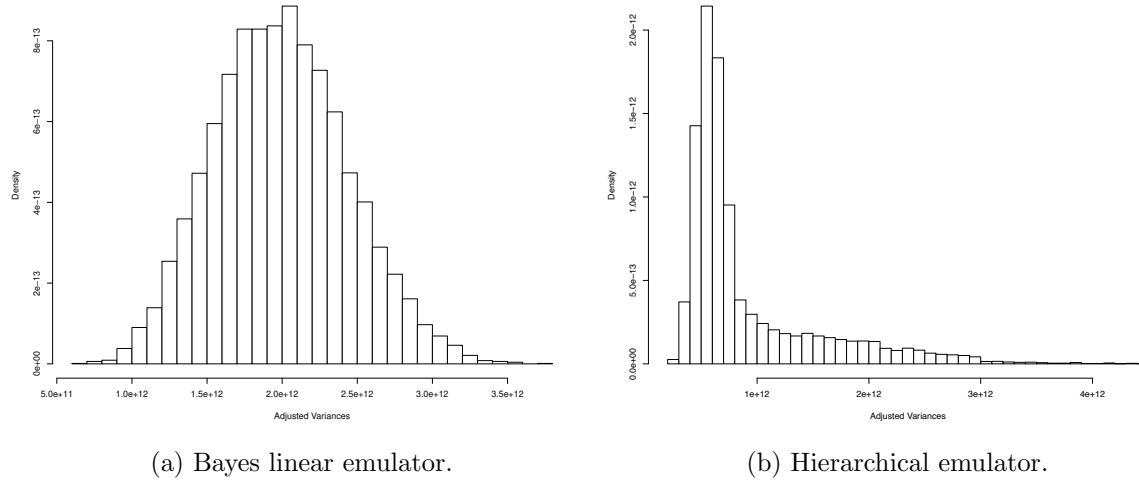 8e−13
6e−13
4e−13
2e−13
0e+00
Density
5.0e+11 1.0e+12 1.5e+12 2.0e+12 2.5e+12 3.0e+12 3.5e+12
Adjusted Variances
(a) Bayes linear emulator.
2.0e−12
1.5e−12
1.0e−12
5.0e−13
0.0e+00
Density
1e+12 2e+12 3e+12 4e+12
Adjusted Variances
(b) Hierarchical emulator.